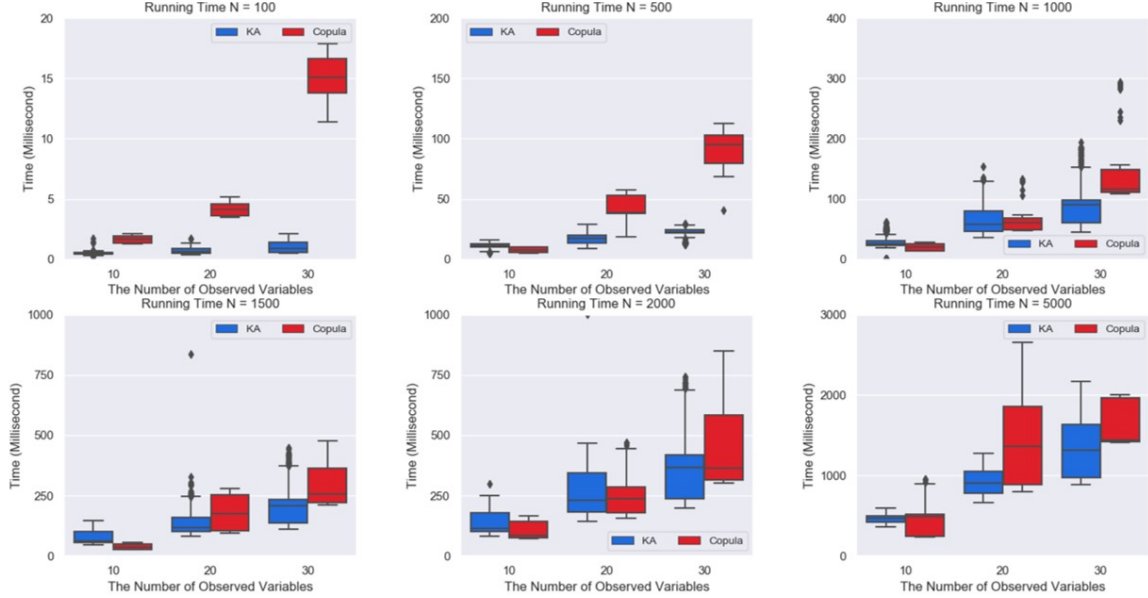 Running Time N = 100
KA Copula
20
15
10
5
0
Time (Millisecond)
10 20 30
The Number of Observed Variables
Running Time N = 500
KA Copula
200
150
100
50
0
Time (Millisecond)
10 20 30
The Number of Observed Variables
Running Time N = 1000
400
300
200
100
0
Time (Millisecond)
KA Copula
10 20 30
The Number of Observed Variables
Running Time N = 1500
KA Copula
1000
750
500
250
0
Time (Millisecond)
10 20 30
The Number of Observed Variables
Running Time N = 2000
1000
750
500
250
0
Time (Millisecond)
KA Copula
10 20 30
The Number of Observed Variables
Running Time N = 5000
KA Copula
3000
2000
1000
0
Time (Millisecond)
10 20 30
The Number of Observed Variables